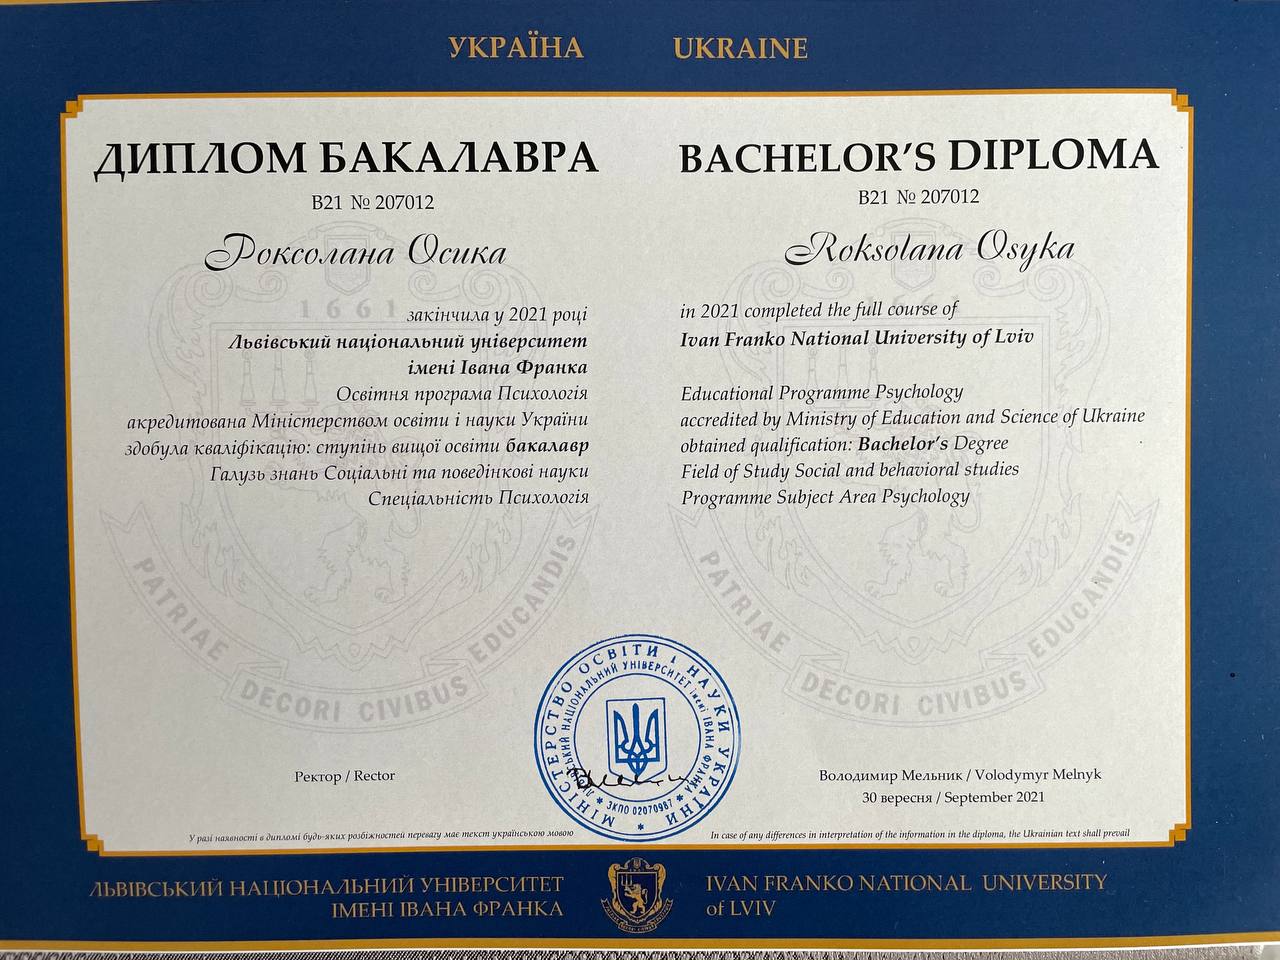 УКРАЇНА
UKRAINE
ДИПЛОМ БАКАЛАВРА
В21 № 207012
Роксолана Осика
1661
закінчила у 2021 році
Львівський національний університет
імені Івана Франка
Освітня програма Психологія
акредитована Міністерством освіти і науки України
здобула кваліфікацію: ступінь вищої освіти бакалавр
Галузь знань Соціальні та поведінкові науки
Спеціальність Психологія
PATRIAE DECORI CIVIBUS EDUCANDIS
BACHELOR'S DIPLOMA
B21 № 207012
Roksolana Osyka
in 2021 completed the full course of
Ivan Franko National University of Lviv
Educational Programme Psychology
accredited by Ministry of Education and Science of Ukraine
obtained qualification: Bachelor's Degree
Field of Study Social and behavioral studies
Programme Subject Area Psychology
PATRIAE DECORI CIVIBUS EDUCANDIS
МІНІСТЕРСТВО ОСВІТИ І НАУКИ УКРАЇНИ
Львівський НАЦІОНАЛЬНИЙ УНІВЕРСИТЕТ імені ІВАНА ФРАНКА
ЗКПО 02070987
Ректор / Rector
Володимир Мельник / Volodymyr Melnyk
30 вересня / September 2021
У разі наявності в дипломі будь-яких розбіжностей перевагу має текст українською мовою
In case of any differences in interpretation of the information in the diploma, the Ukrainian text shall prevail
ЛЬВІВСЬКИЙ НАЦІОНАЛЬНИЙ УНІВЕРСИТЕТ
ІМЕНІ ІВАНА ФРАНКА
IVAN FRANKO NATIONAL UNIVERSITY
of LVIV